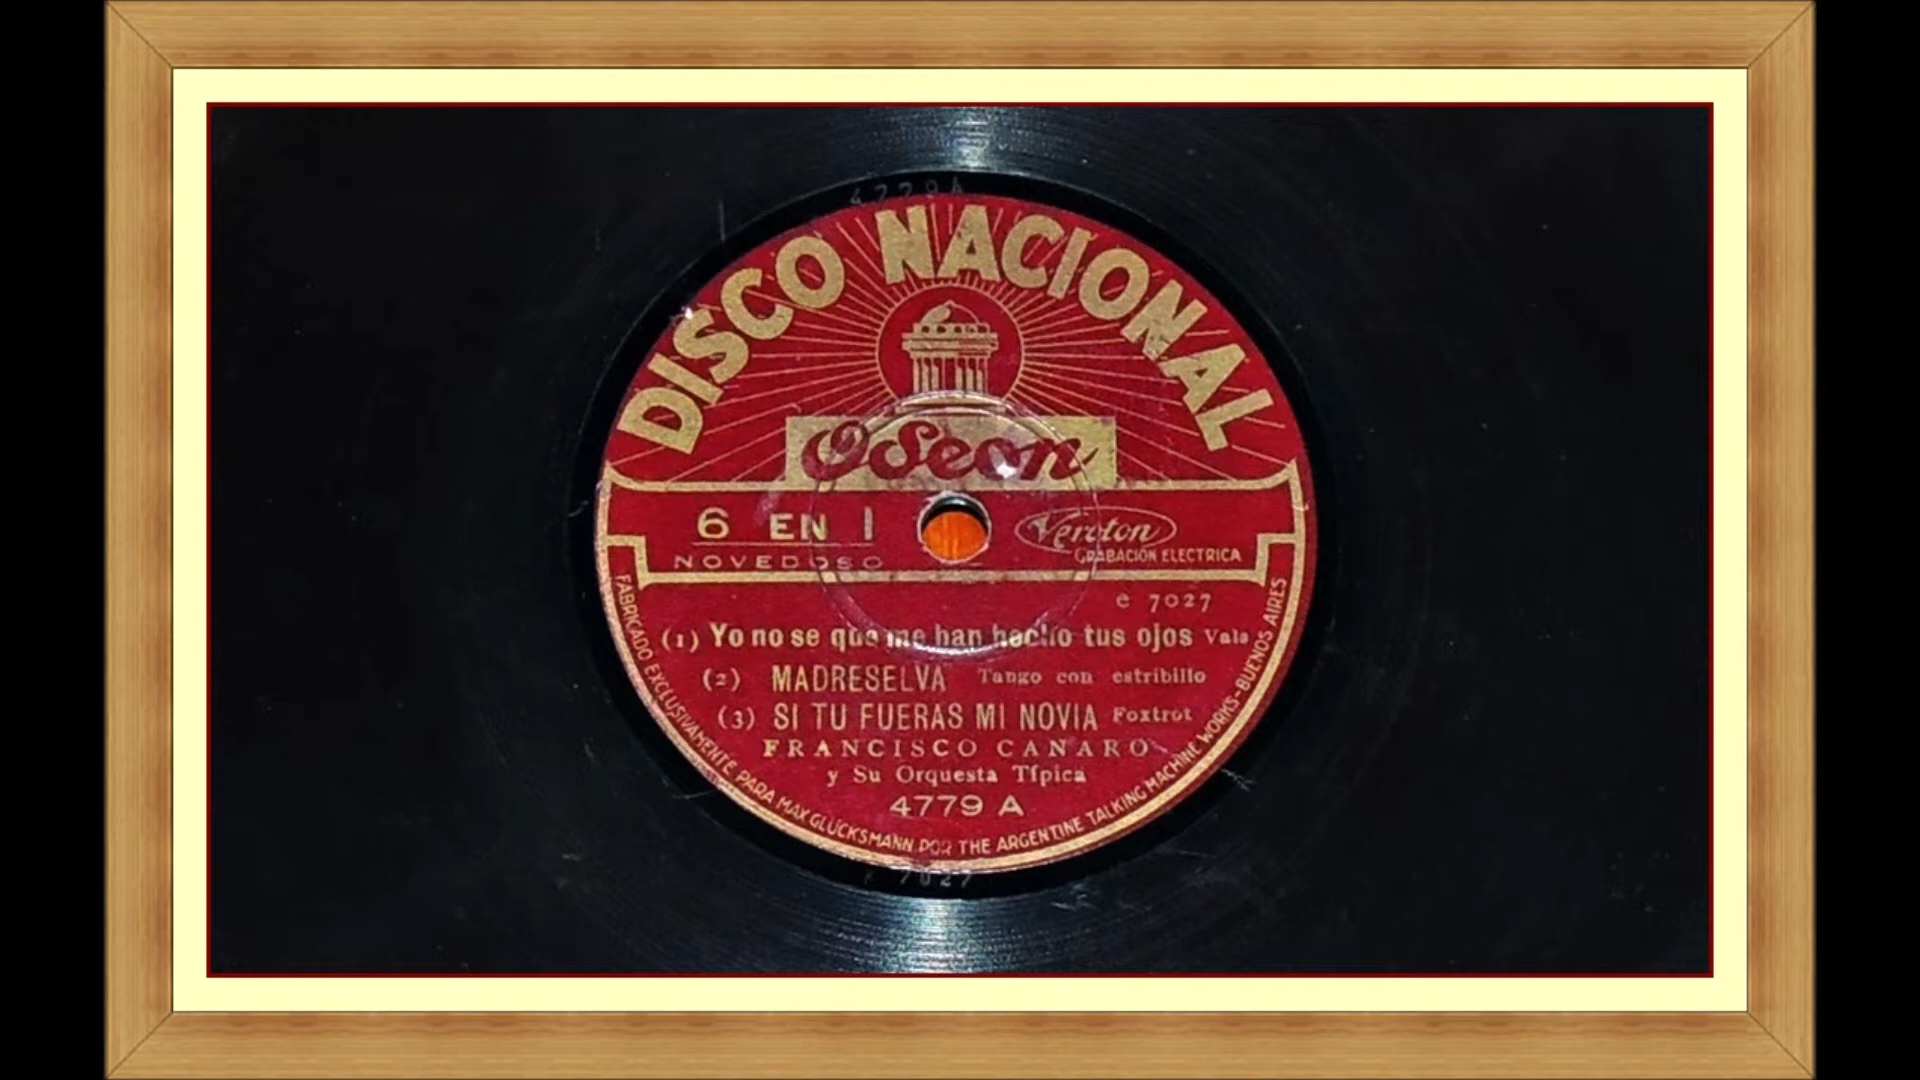 4779A
DISCO NACIONAL
Odeon
6 EN 1
NOVEDOSO
Veroton
GRABACIÓN ELECTRICA
e 7027
(1) Yo no se que me han hecho tus ojos Vals
(2) MADRESELVA Tango con estribillo
(3) SI TU FUERAS MI NOVIA Foxtrot
FRANCISCO CANARO
y Su Orquesta Típica
4779 A
FABRICADO EXCLUSIVAMENTE PARA MAX GLÜCKSMANN POR THE ARGENTINE TALKING MACHINE WORKS-BUENOS AIRES
7027